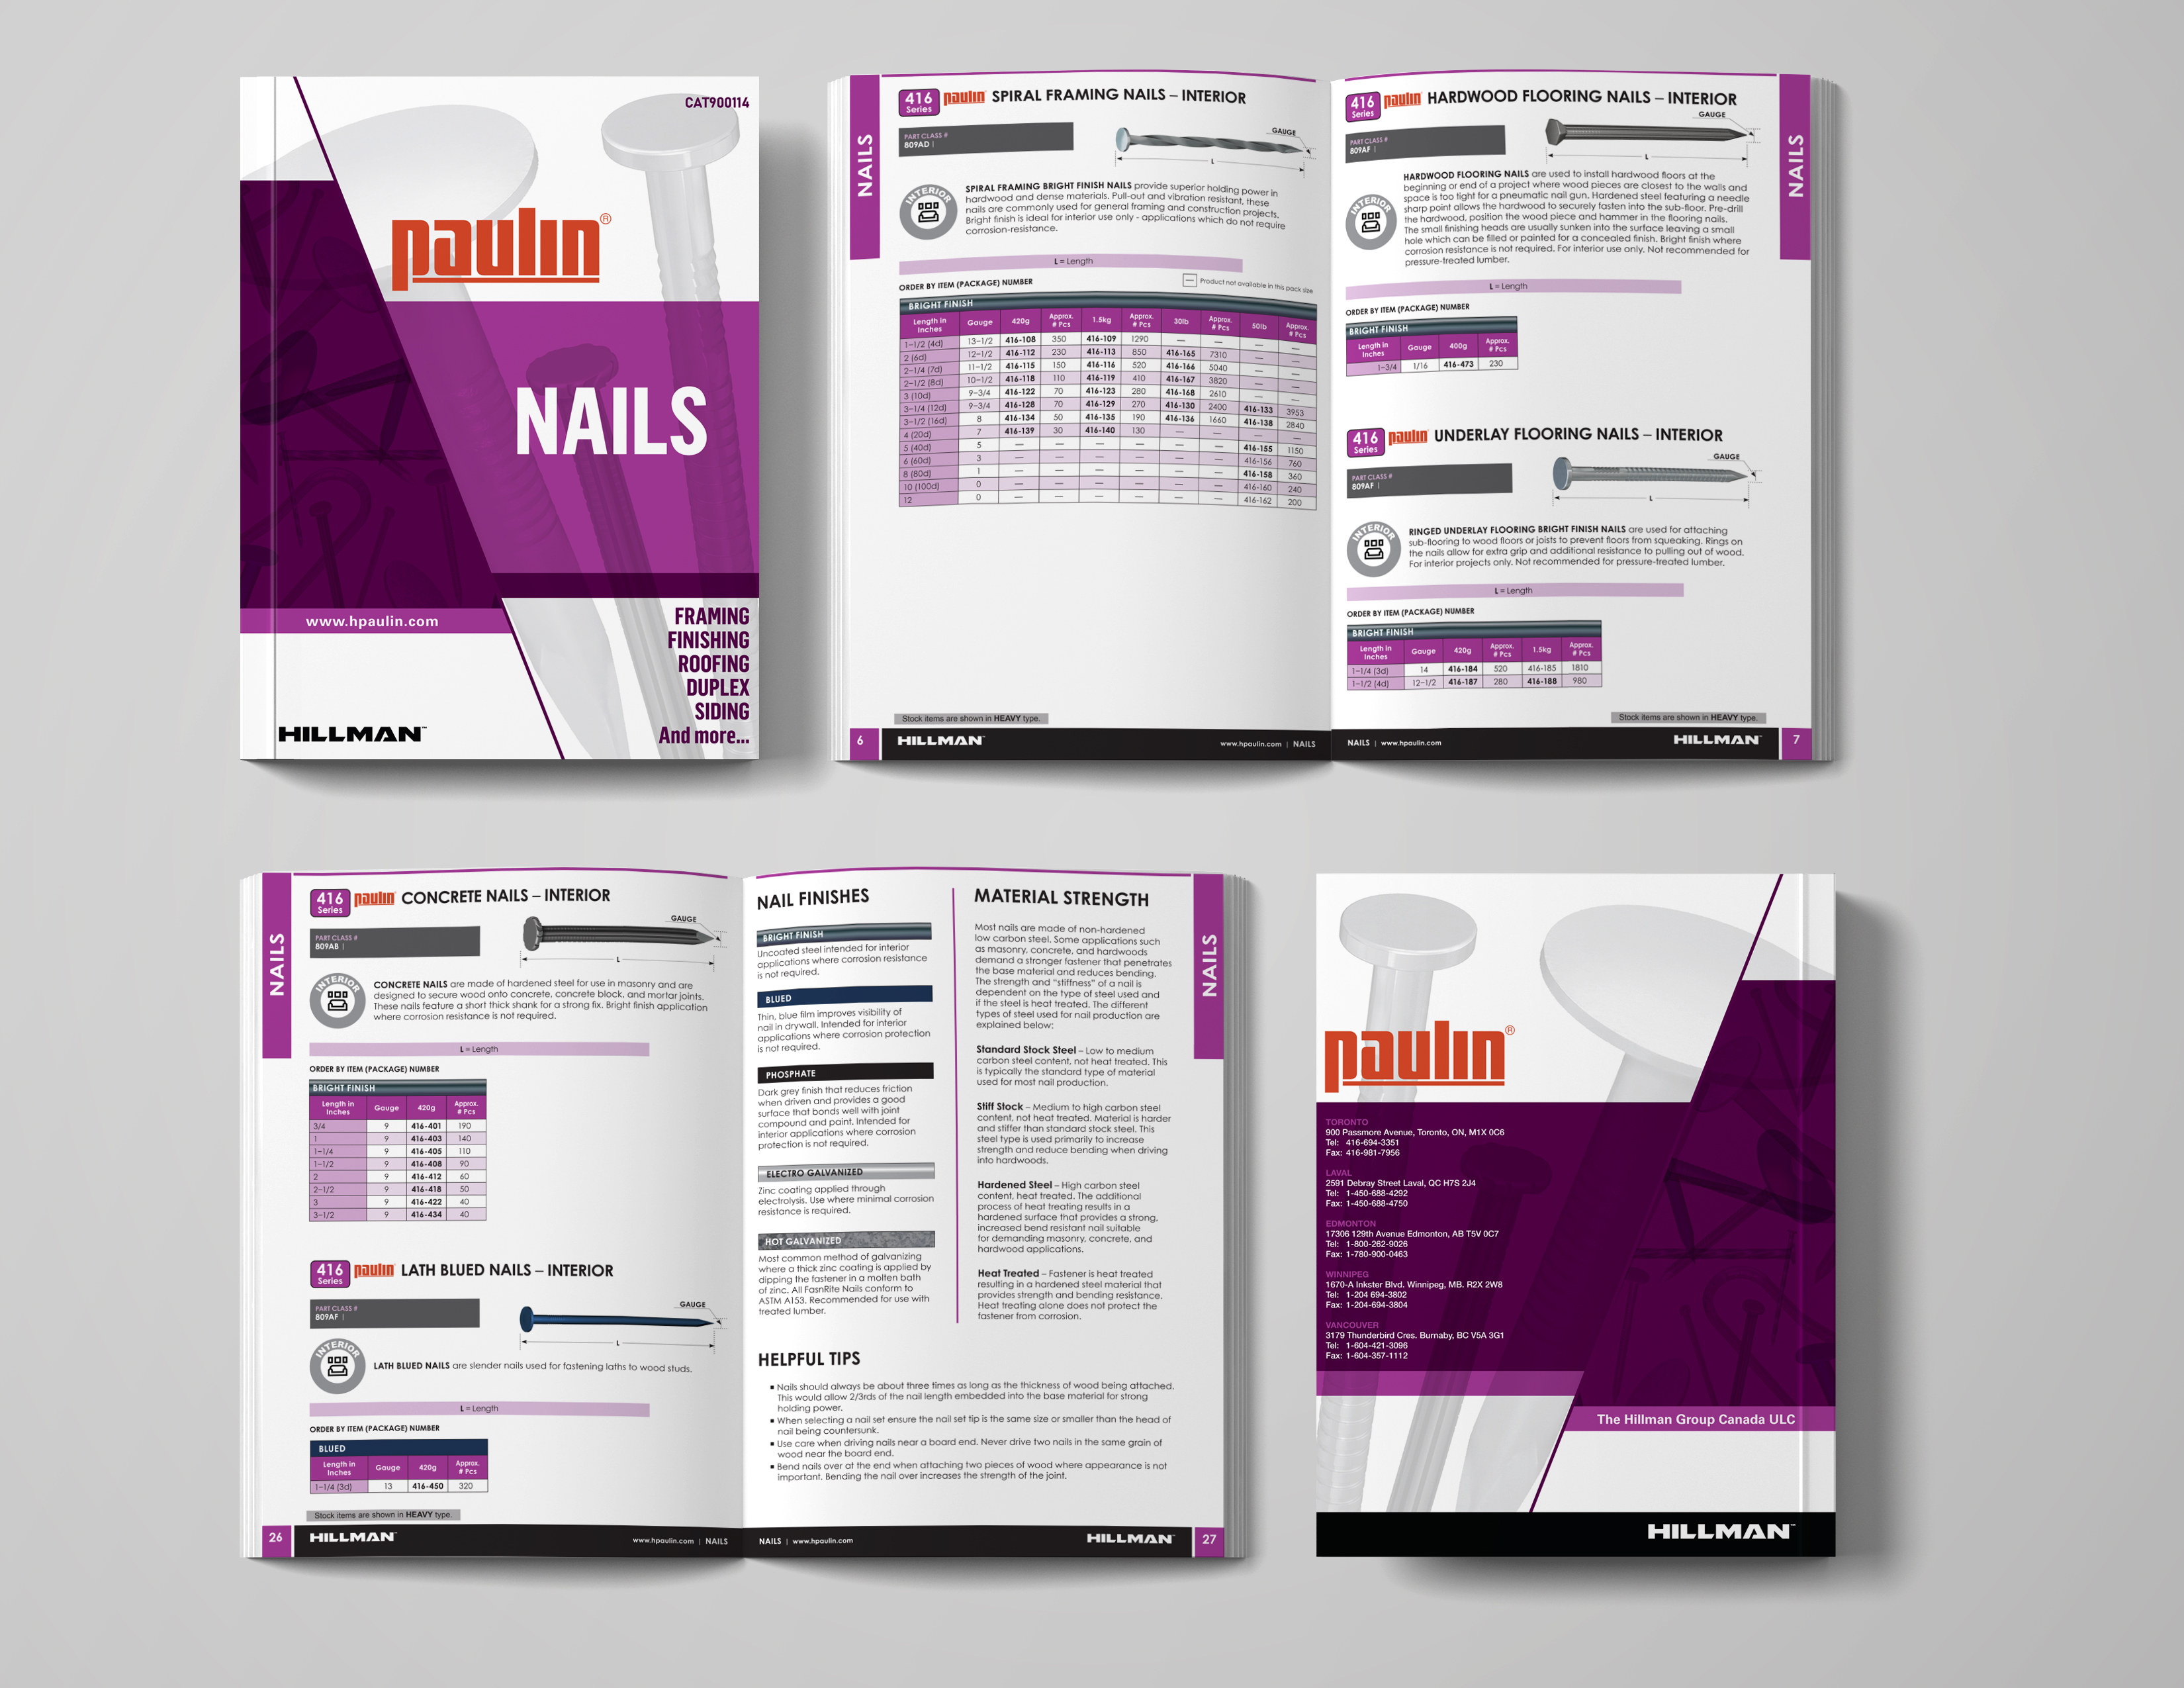 CAT900114
paulin®
NAILS
www.hpaulin.com
FRAMING
FINISHING
ROOFING
DUPLEX
SIDING
And more...
HILLMAN™
NAILS
416 Series paulin SPIRAL FRAMING NAILS – INTERIOR
PART CLASS #
809AD |
GAUGE
L
INTERIOR
SPIRAL FRAMING BRIGHT FINISH NAILS provide superior holding power in
hardwood and dense materials. Pull-out and vibration resistant, these
nails are commonly used for general framing and construction projects.
Bright finish is ideal for interior use only - applications which do not require
corrosion-resistance.
L = Length
ORDER BY ITEM (PACKAGE) NUMBER
— Product not available in this pack size
BRIGHT FINISH
Length in Inches Gauge 420g Approx. # Pcs 1.5kg Approx. # Pcs 30lb Approx. # Pcs 50lb Approx. # Pcs
1-1/2 (4d) 13-1/2 416-108 350 416-109 1290 — — — —
2 (6d) 12-1/2 416-112 230 416-113 850 416-165 7310 — —
2-1/4 (7d) 11-1/2 416-115 150 416-116 520 416-166 5040 — —
2-1/2 (8d) 10-1/2 416-118 110 416-119 410 416-167 3820 — —
3 (10d) 9-3/4 416-122 70 416-123 280 416-168 2610 — —
3-1/4 (12d) 9-3/4 416-128 70 416-129 270 416-130 2400 416-133 3953
3-1/2 (16d) 8 416-134 50 416-135 190 416-136 1660 416-138 2840
4 (20d) 7 416-139 30 416-140 130 — — — —
5 (40d) 5 — — — — — — 416-155 1150
6 (60d) 3 — — — — — — 416-156 760
8 (80d) 1 — — — — — — 416-158 360
10 (100d) 0 — — — — — — 416-160 240
12 0 — — — — — — 416-162 200
Stock items are shown in HEAVY type.
6 HILLMAN™ www.hpaulin.com | NAILS
416 Series paulin HARDWOOD FLOORING NAILS – INTERIOR
NAILS
PART CLASS #
809AF |
GAUGE
L
INTERIOR
HARDWOOD FLOORING NAILS are used to install hardwood floors at the
beginning or end of a project where wood pieces are closest to the walls and
space is too tight for a pneumatic nail gun. Hardened steel featuring a needle
sharp point allows the hardwood to securely fasten into the sub-floor. Pre-drill
the hardwood, position the wood piece and hammer in the flooring nails.
The small finishing heads are usually sunken into the surface leaving a small
hole which can be filled or painted for a concealed finish. Bright finish where
corrosion resistance is not required. For interior use only. Not recommended for
pressure-treated lumber.
L = Length
ORDER BY ITEM (PACKAGE) NUMBER
BRIGHT FINISH
Length in Inches Gauge 400g Approx. # Pcs
1-3/4 1/16 416-473 230
416 Series paulin UNDERLAY FLOORING NAILS – INTERIOR
PART CLASS #
809AF |
GAUGE
L
INTERIOR
RINGED UNDERLAY FLOORING BRIGHT FINISH NAILS are used for attaching
sub-flooring to wood floors or joists to prevent floors from squeaking. Rings on
the nails allow for extra grip and additional resistance to pulling out of wood.
For interior projects only. Not recommended for pressure-treated lumber.
L = Length
ORDER BY ITEM (PACKAGE) NUMBER
BRIGHT FINISH
Length in Inches Gauge 420g Approx. # Pcs 1.5kg Approx. # Pcs
1-1/4 (3d) 14 416-184 520 416-185 1810
1-1/2 (4d) 12-1/2 416-187 280 416-188 980
Stock items are shown in HEAVY type.
NAILS | www.hpaulin.com HILLMAN™ 7
NAILS
416 Series paulin CONCRETE NAILS – INTERIOR
PART CLASS #
809AB |
GAUGE
L
INTERIOR
CONCRETE NAILS are made of hardened steel for use in masonry and are
designed to secure wood onto concrete, concrete block, and mortar joints.
These nails feature a short thick shank for a strong fix. Bright finish application
where corrosion resistance is not required.
L = Length
ORDER BY ITEM (PACKAGE) NUMBER
BRIGHT FINISH
Length in Inches Gauge 420g Approx. # Pcs
3/4 9 416-401 190
1 9 416-403 140
1-1/4 9 416-405 110
1-1/2 9 416-408 90
2 9 416-412 60
2-1/2 9 416-418 50
3 9 416-422 40
3-1/2 9 416-434 40
416 Series paulin LATH BLUED NAILS – INTERIOR
PART CLASS #
809AF |
GAUGE
L
INTERIOR
LATH BLUED NAILS are slender nails used for fastening laths to wood studs.
L = Length
ORDER BY ITEM (PACKAGE) NUMBER
BLUED
Length in Inches Gauge 420g Approx. # Pcs
1-1/4 (3d) 13 416-450 320
Stock items are shown in HEAVY type.
26 HILLMAN™ www.hpaulin.com | NAILS
NAIL FINISHES
BRIGHT FINISH
Uncoated steel intended for interior
applications where corrosion resistance
is not required.
BLUED
Thin, blue film improves visibility of
nail in drywall. Intended for interior
applications where corrosion protection
is not required.
PHOSPHATE
Dark grey finish that reduces friction
when driven and provides a good
surface that bonds well with joint
compound and paint. Intended for
interior applications where corrosion
protection is not required.
ELECTRO GALVANIZED
Zinc coating applied through
electrolysis. Use where minimal corrosion
resistance is required.
HOT GALVANIZED
Most common method of galvanizing
where a thick zinc coating is applied by
dipping the fastener in a molten bath
of zinc. All FasnRite Nails conform to
ASTM A153. Recommended for use with
treated lumber.
MATERIAL STRENGTH
Most nails are made of non-hardened
low carbon steel. Some applications such
as masonry, concrete, and hardwoods
demand a stronger fastener that penetrates
the base material and reduces bending.
The strength and "stiffness" of a nail is
dependent on the type of steel used and
if the steel is heat treated. The different
types of steel used for nail production are
explained below:
Standard Stock Steel – Low to medium
carbon steel content, not heat treated. This
is typically the standard type of material
used for most nail production.
Stiff Stock – Medium to high carbon steel
content, not heat treated. Material is harder
and stiffer than standard stock steel. This
steel type is used primarily to increase
strength and reduce bending when driving
into hardwoods.
Hardened Steel – High carbon steel
content, heat treated. The additional
process of heat treating results in a
hardened surface that provides a strong,
increased bend resistant nail suitable
for demanding masonry, concrete, and
hardwood applications.
Heat Treated – Fastener is heat treated
resulting in a hardened steel material that
provides strength and bending resistance.
Heat treating alone does not protect the
fastener from corrosion.
NAILS
HELPFUL TIPS
▪ Nails should always be about three times as long as the thickness of wood being attached.
This would allow 2/3rds of the nail length embedded into the base material for strong
holding power.
▪ When selecting a nail set ensure the nail set tip is the same size or smaller than the head of
nail being countersunk.
▪ Use care when driving nails near a board end. Never drive two nails in the same grain of
wood near the board end.
▪ Bend nails over at the end when attaching two pieces of wood where appearance is not
important. Bending the nail over increases the strength of the joint.
NAILS | www.hpaulin.com HILLMAN™ 27
paulin®
TORONTO
900 Passmore Avenue, Toronto, ON, M1X 0C6
Tel: 416-694-3351
Fax: 416-981-7956
LAVAL
2591 Debray Street Laval, QC H7S 2J4
Tel: 1-450-688-4292
Fax: 1-450-688-4750
EDMONTON
17306 129th Avenue Edmonton, AB T5V 0C7
Tel: 1-800-262-9026
Fax: 1-780-900-0463
WINNIPEG
1670-A Inkster Blvd. Winnipeg, MB. R2X 2W8
Tel: 1-204 694-3802
Fax: 1-204-694-3804
VANCOUVER
3179 Thunderbird Cres. Burnaby, BC V5A 3G1
Tel: 1-604-421-3096
Fax: 1-604-357-1112
The Hillman Group Canada ULC
HILLMAN™